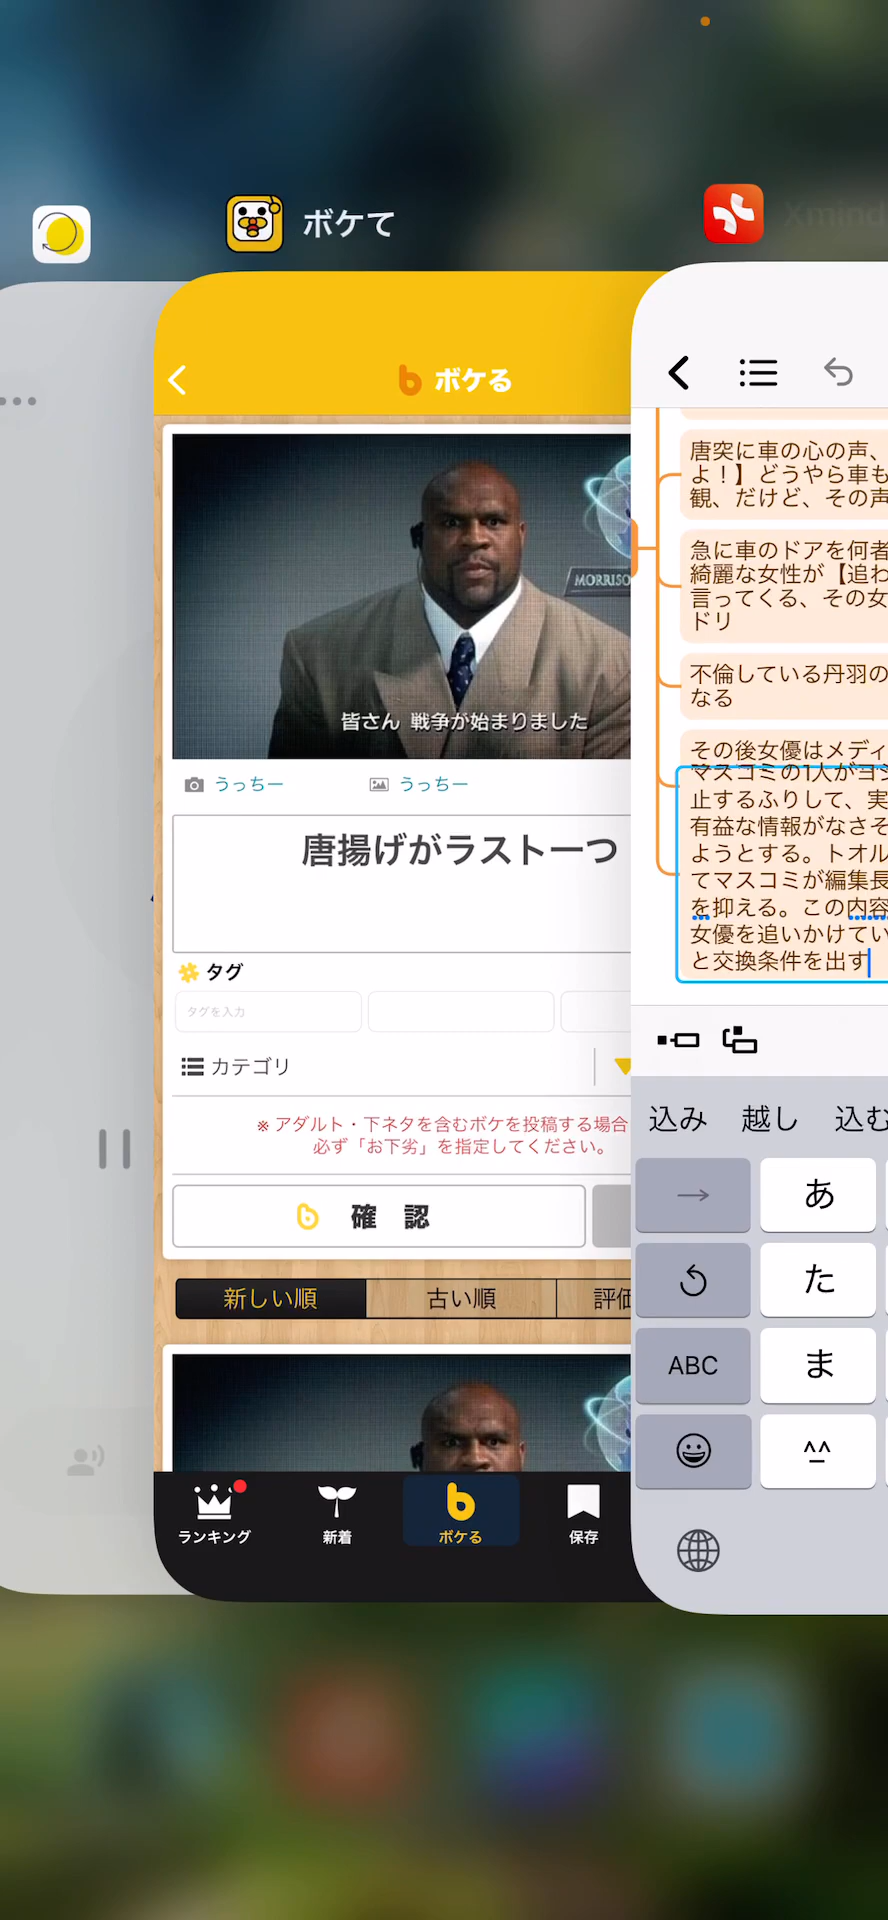 ボケて
Xmind
ボケる
MORRISO
皆さん 戦争が始まりました
うっちー
うっちー
唐揚げがラスト一つ
タグ
タグを入力
カテゴリ
※ アダルト・下ネタを含むボケを投稿する場合
必ず「お下劣」を指定してください。
確 認
新しい順
古い順
評価
ランキング
新着
ボケる
保存
唐突に車の心の声、
よ！】どうやら車も
観、だけど、その声
急に車のドアを何者
綺麗な女性が【追わ
言ってくる、その女
ドリ
不倫している丹羽の
なる
その後女優はメディ
マスコミの1人がヨシ
止するふりして、実
有益な情報がなさそ
ようとする。トオル
てマスコミが編集長
を抑える。この内容
女優を追いかけてい
と交換条件を出す
込み
越し
込む
→
あ
た
ABC
ま
^_^